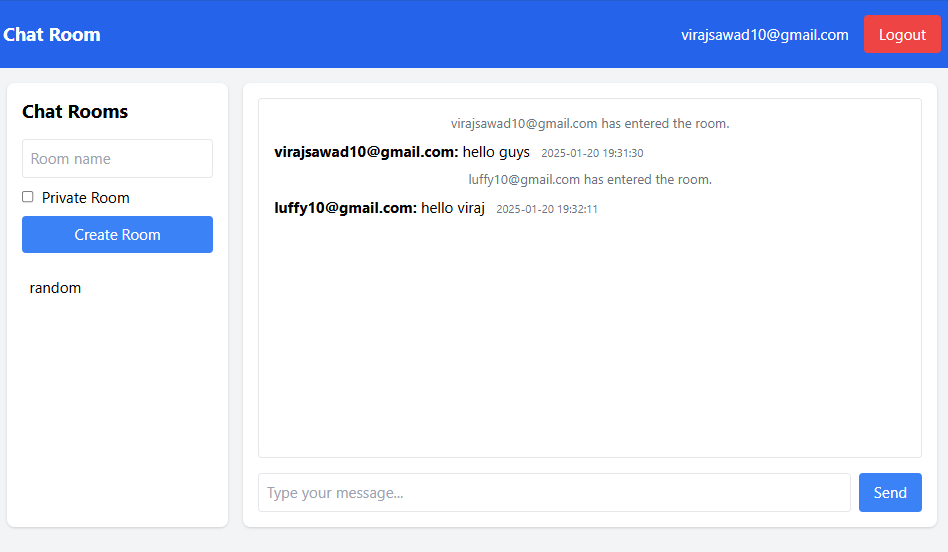 Chat Room
virajsawad10@gmail.com
Logout
Chat Rooms
Room name
Private Room
Create Room
random
virajsawad10@gmail.com has entered the room.
virajsawad10@gmail.com: hello guys 2025-01-20 19:31:30
luffy10@gmail.com has entered the room.
luffy10@gmail.com: hello viraj 2025-01-20 19:32:11
Type your message...
Send